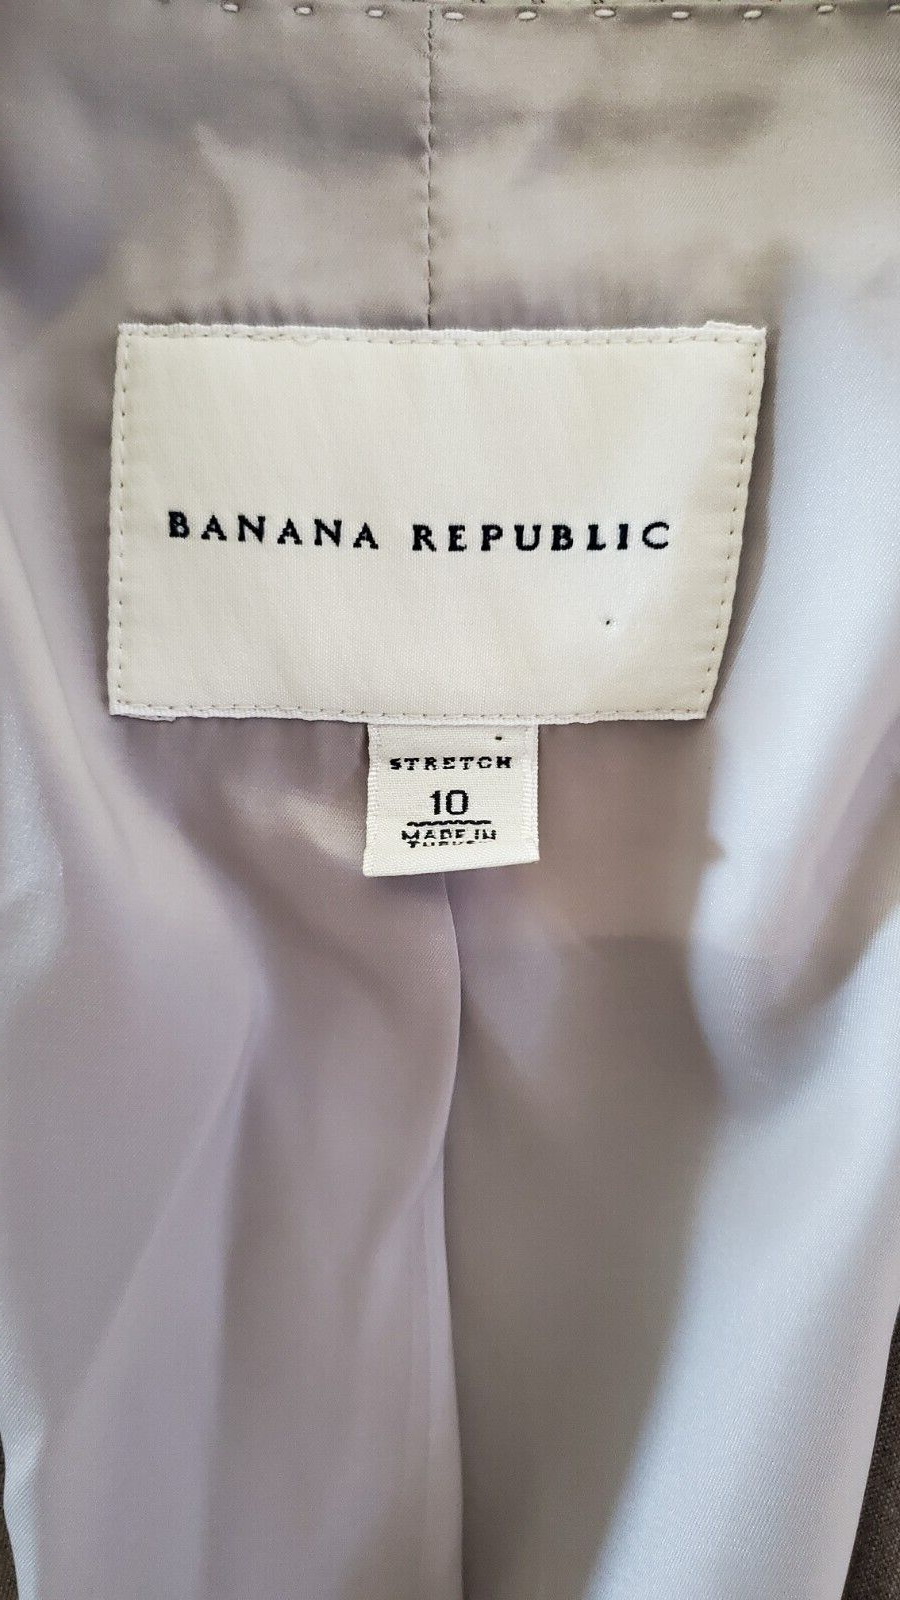 BANANA REPUBLIC
STRETCH
10
MADE IN